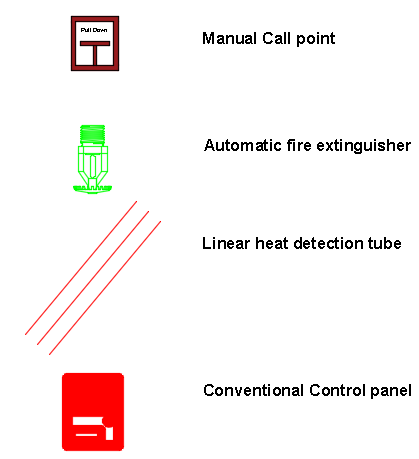 Pull Down
Manual Call point
Automatic fire extinguisher
Linear heat detection tube
Conventional Control panel